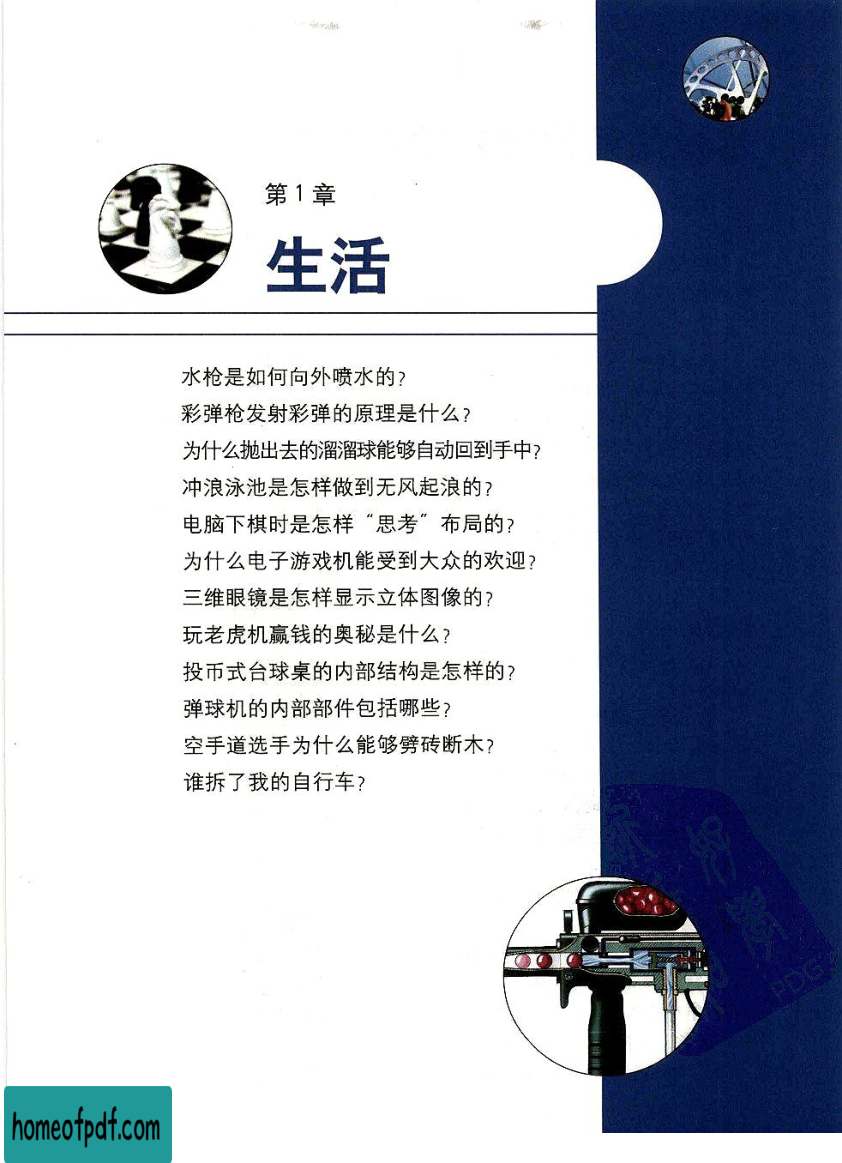 第1章
生活
水枪是如何向外喷水的?
彩弹枪发射彩弹的原理是什么?
为什么抛出去的溜溜球能够自动回到手中?
冲浪泳池是怎样做到无风起浪的?
电脑下棋时是怎样“思考”布局的?
为什么电子游戏机能受到大众的欢迎?
三维眼镜是怎样显示立体图像的?
玩老虎机赢钱的奥秘是什么?
投币式台球桌的内部结构是怎样的?
弹球机的内部部件包括哪些?
空手道选手为什么能够劈砖断木?
谁拆了我的自行车?
PDG
homeofpdf.com